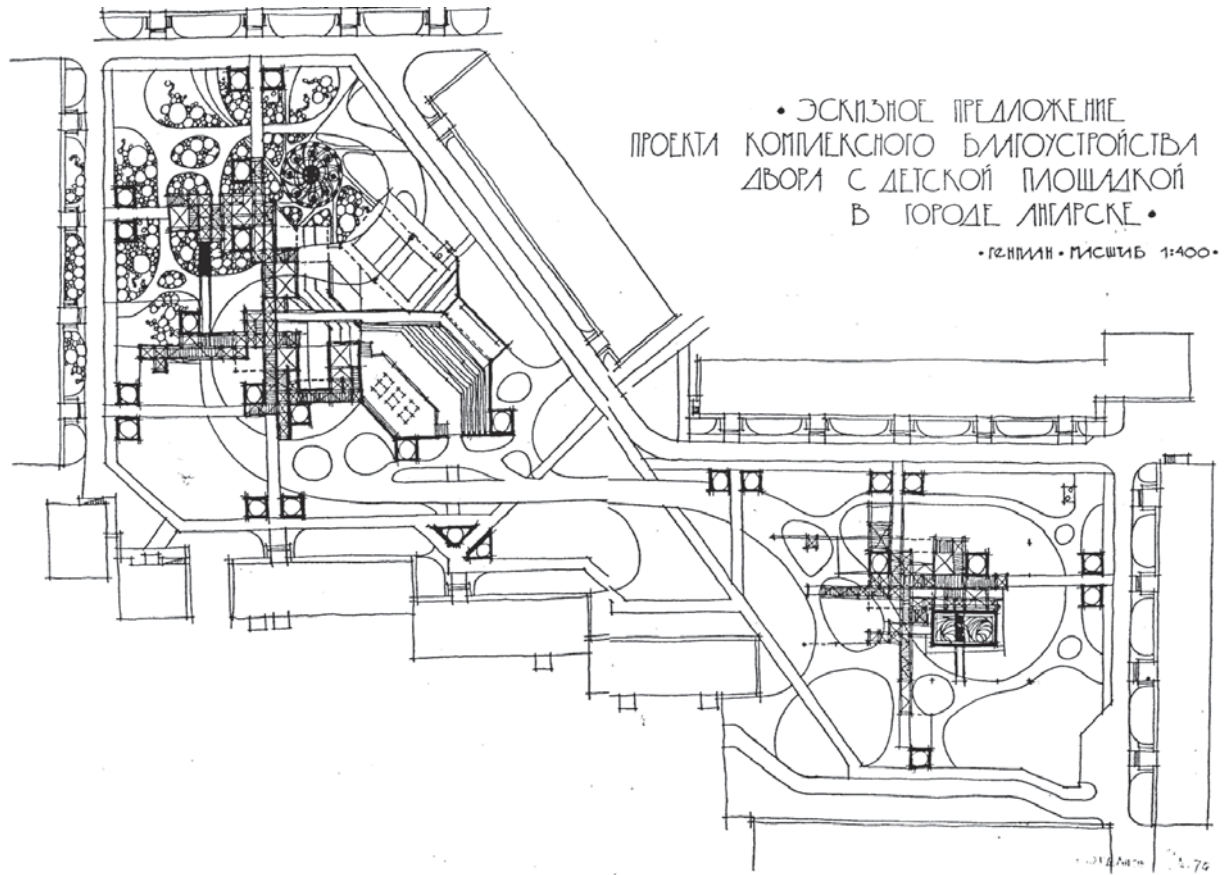 • ЭСКИЗНОЕ ПРЕДЛОЖЕНИЕ
ПРОЕКТА КОМПЛЕКСНОГО БЛАГОУСТРОЙСТВА
ДВОРА С ДЕТСКОЙ ПЛОЩАДКОЙ
В ГОРОДЕ АНГАРСКЕ •
• ГЕНПЛАН • МАСШТАБ 1:400 •